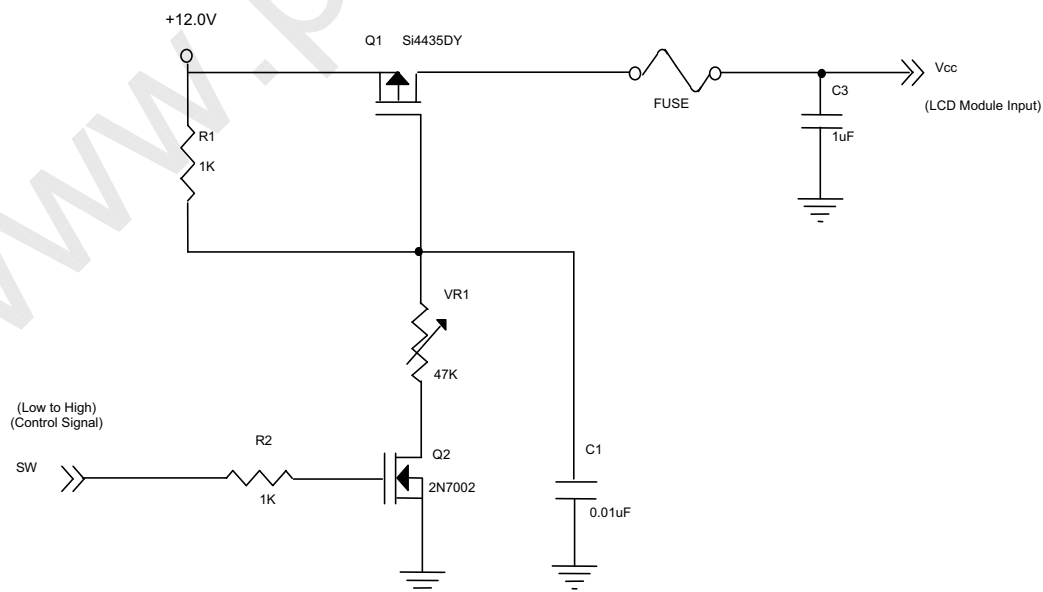 +12.0V
Q1 Si4435DY
Vcc
FUSE
C3
(LCD Module Input)
R1
1uF
1K
VR1
47K
(Low to High)
(Control Signal)
R2
Q2
C1
SW
2N7002
1K
0.01uF
www.p